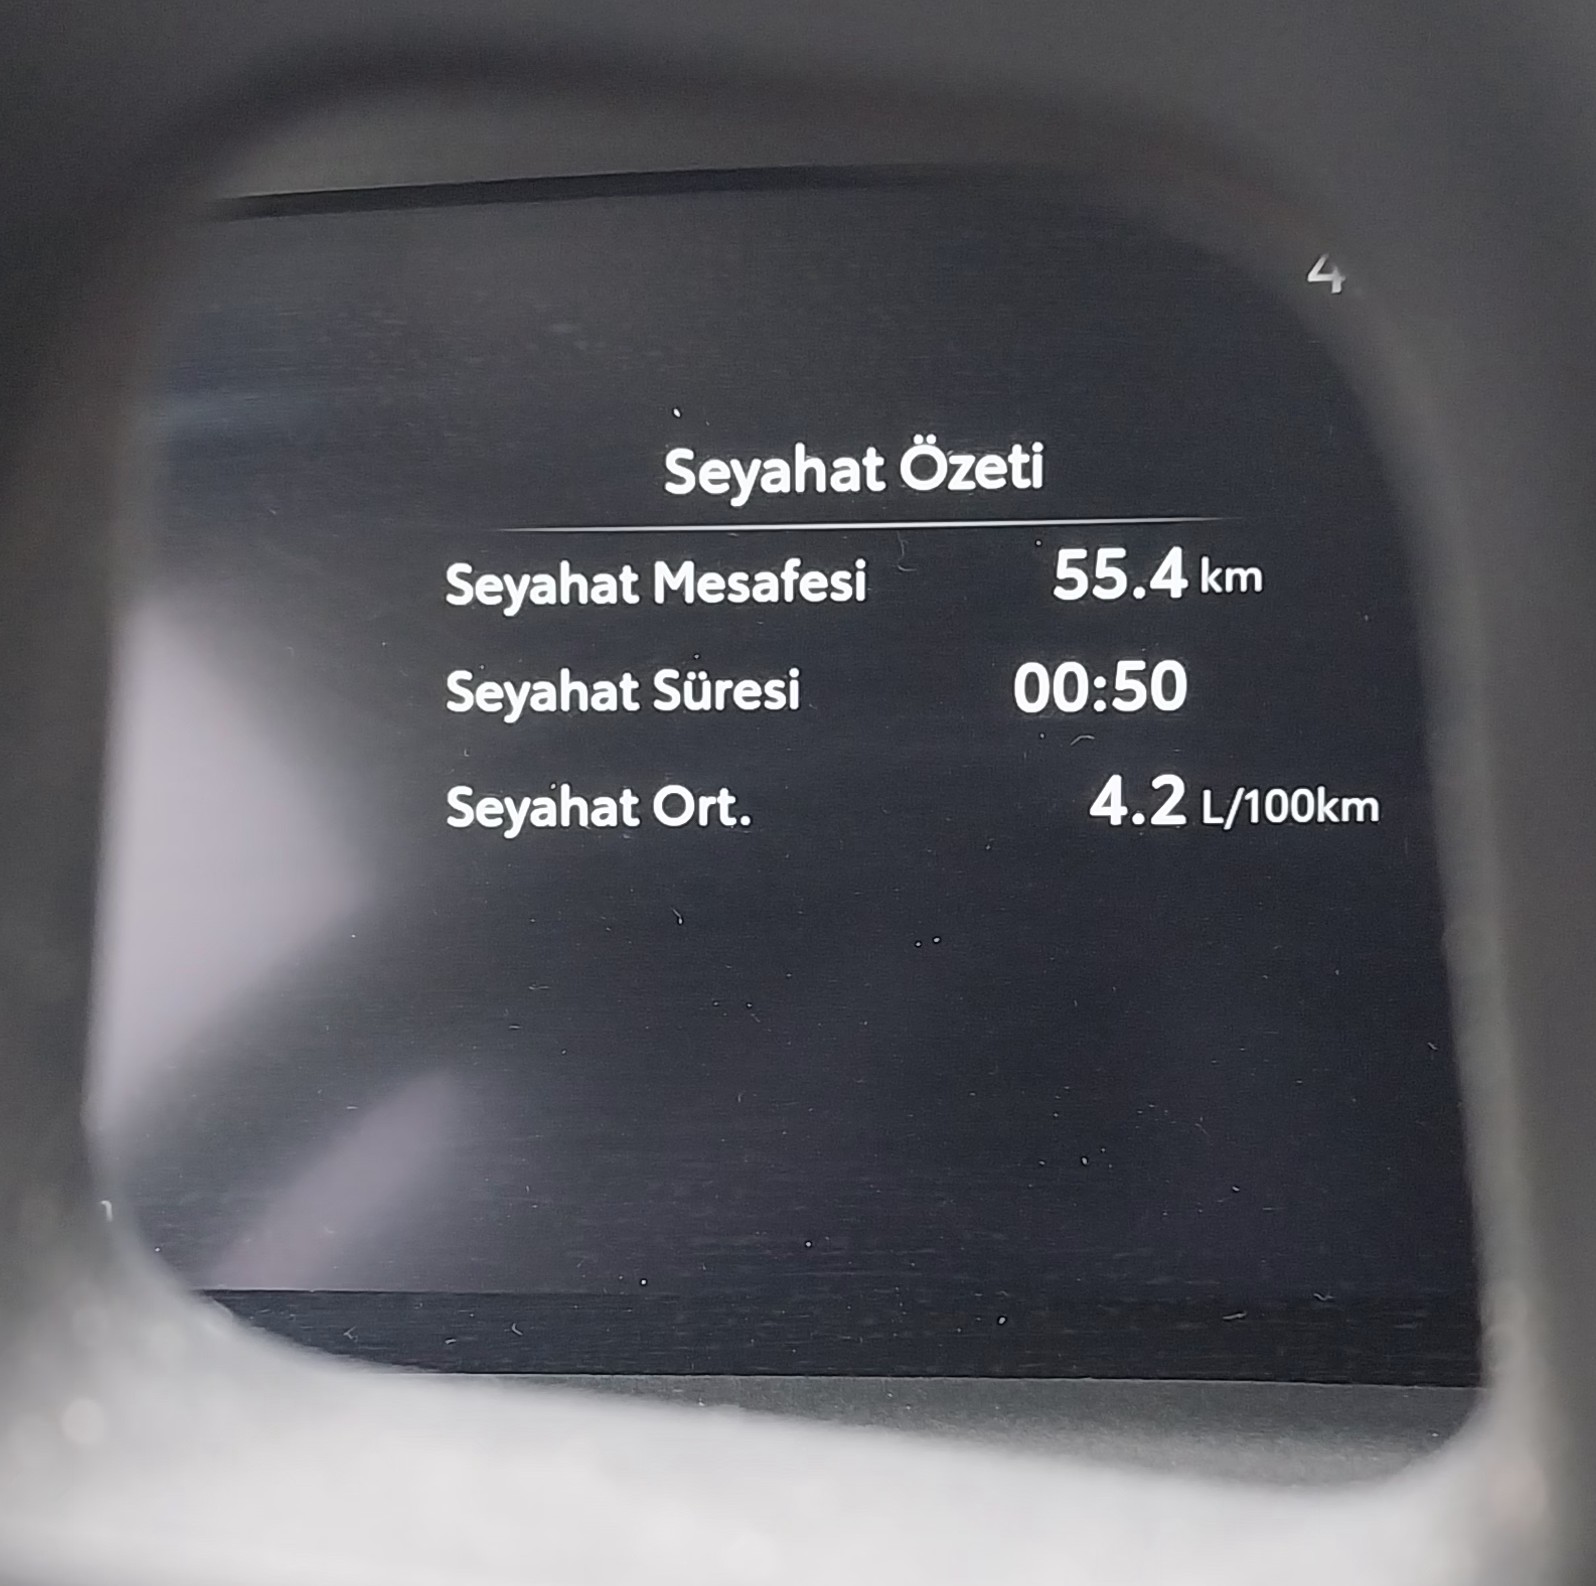 4
Seyahat Özeti
Seyahat Mesafesi 55.4 km
Seyahat Süresi 00:50
Seyahat Ort. 4.2 L/100km